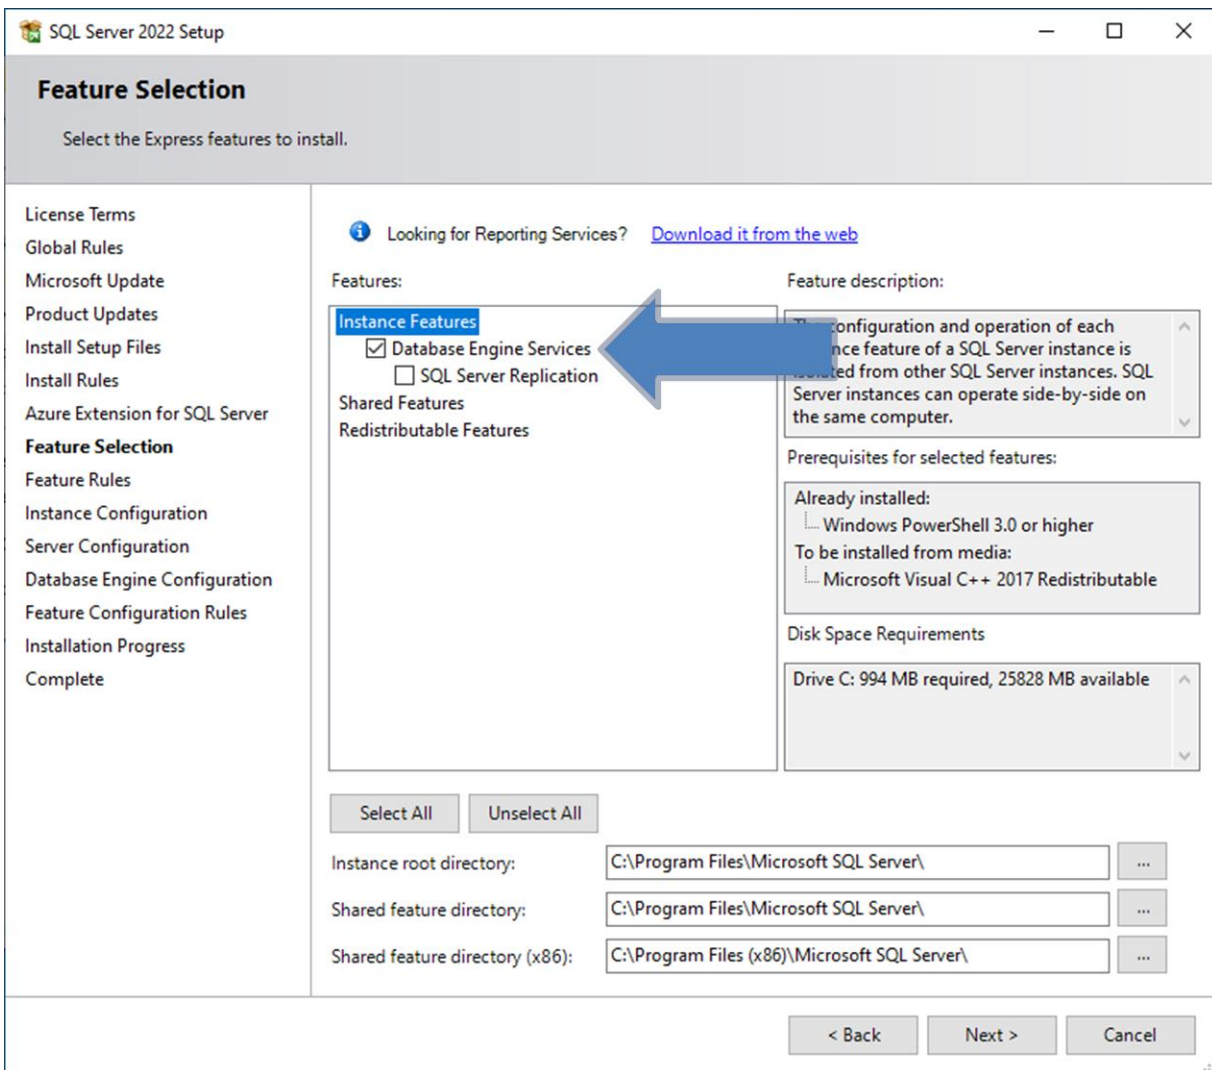 SQL Server 2022 Setup
Feature Selection
Select the Express features to install.
License Terms
Global Rules
Microsoft Update
Product Updates
Install Setup Files
Install Rules
Azure Extension for SQL Server
Feature Selection
Feature Rules
Instance Configuration
Server Configuration
Database Engine Configuration
Feature Configuration Rules
Installation Progress
Complete
Looking for Reporting Services? Download it from the web
Features:
Instance Features
Database Engine Services
SQL Server Replication
Shared Features
Redistributable Features
Feature description:
configuration and operation of each
feature of a SQL Server instance is
from other SQL Server instances. SQL
Server instances can operate side-by-side on
the same computer.
Prerequisites for selected features:
Already installed:
Windows PowerShell 3.0 or higher
To be installed from media:
Microsoft Visual C++ 2017 Redistributable
Disk Space Requirements
Drive C: 994 MB required, 25828 MB available
Select All
Unselect All
Instance root directory: C:\Program Files\Microsoft SQL Server\ ...
Shared feature directory: C:\Program Files\Microsoft SQL Server\ ...
Shared feature directory (x86): C:\Program Files (x86)\Microsoft SQL Server\ ...
< Back
Next >
Cancel